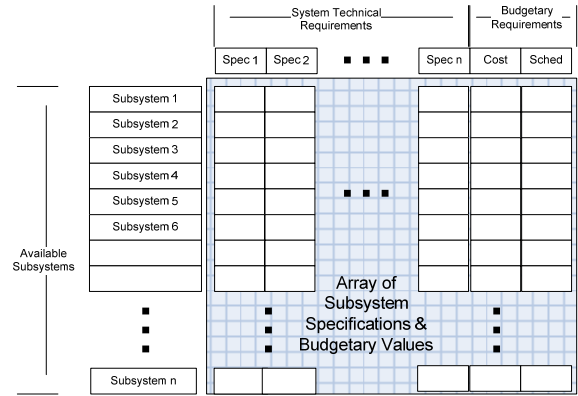 System Technical
Requirements
Budgetary
Requirements
Spec 1
Spec 2
Spec n
Cost
Sched
Subsystem 1
Subsystem 2
Subsystem 3
Subsystem 4
Subsystem 5
Subsystem 6
Available
Subsystems
Array of
Subsystem
Specifications &
Budgetary Values
Subsystem n